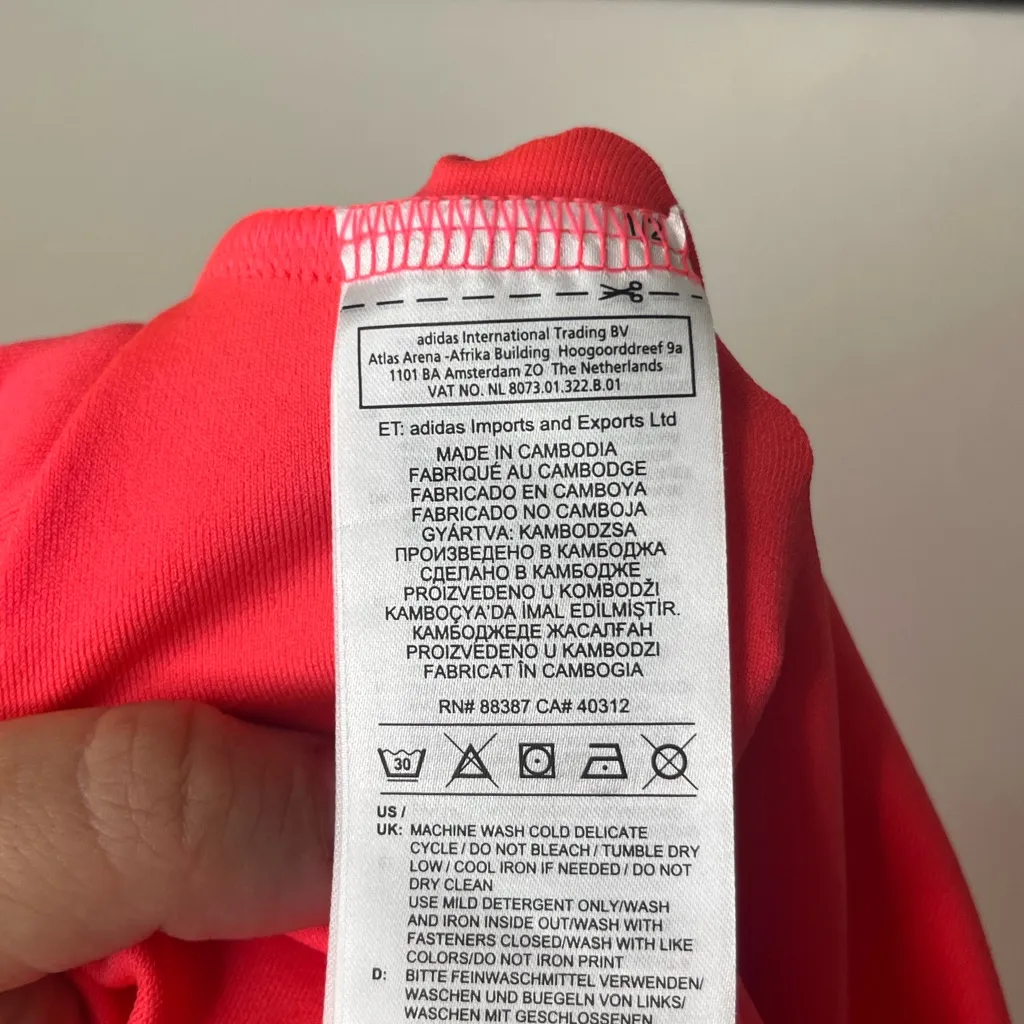 1/2
adidas International Trading BV
Atlas Arena -Afrika Building Hoogoorddreef 9a
1101 BA Amsterdam ZO The Netherlands
VAT NO. NL 8073.01.322.B.01
ET: adidas Imports and Exports Ltd
MADE IN CAMBODIA
FABRIQUÉ AU CAMBODGE
FABRICADO EN CAMBOYA
FABRICADO NO CAMBOJA
GYÁRTVA: KAMBODZSA
ПРОИЗВЕДЕНО В КАМБОДЖА
СДЕЛАНО В КАМБОДЖЕ
PROIZVEDENO U KOMBODŽI
KAMBOÇYA'DA İMAL EDİLMİŞTİR.
КАМБОДЖЕДЕ ЖАСАЛҒАН
PROIZVEDENO U KAMBODZI
FABRICAT ÎN CAMBOGIA
RN# 88387 CA# 40312
30
US /
UK: MACHINE WASH COLD DELICATE
CYCLE / DO NOT BLEACH / TUMBLE DRY
LOW / COOL IRON IF NEEDED / DO NOT
DRY CLEAN
USE MILD DETERGENT ONLY/WASH
AND IRON INSIDE OUT/WASH WITH
FASTENERS CLOSED/WASH WITH LIKE
COLORS/DO NOT IRON PRINT
D: BITTE FEINWASCHMITTEL VERWENDEN/
WASCHEN UND BUEGELN VON LINKS/
WASCHEN MIT GESCHLOSSENEN